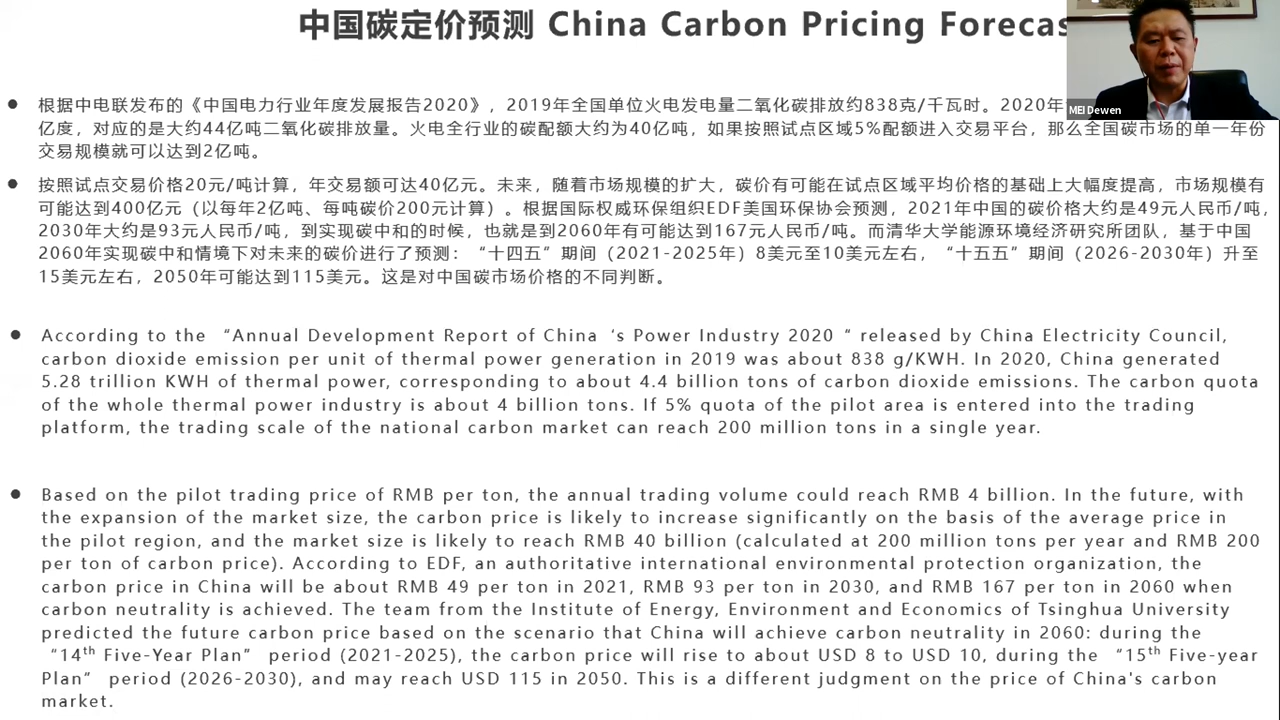 中国碳定价预测 China Carbon Pricing Forecas
MEI Dewen
● 根据中电联发布的《中国电力行业年度发展报告2020》，2019年全国单位火电发电量二氧化碳排放约838克/千瓦时。2020年
亿度，对应的是大约44亿吨二氧化碳排放量。火电全行业的碳配额大约为40亿吨，如果按照试点区域5%配额进入交易平台，那么全国碳市场的单一年份
交易规模就可以达到2亿吨。
● 按照试点交易价格20元/吨计算，年交易额可达40亿元。未来，随着市场规模的扩大，碳价有可能在试点区域平均价格的基础上大幅度提高，市场规模有
可能达到400亿元（以每年2亿吨、每吨碳价200元计算）。根据国际权威环保组织EDF美国环保协会预测，2021年中国的碳价格大约是49元人民币/吨，
2030年大约是93元人民币/吨，到实现碳中和的时候，也就是到2060年有可能达到167元人民币/吨。而清华大学能源环境经济研究所团队，基于中国
2060年实现碳中和情境下对未来的碳价进行了预测：“十四五”期间（2021-2025年）8美元至10美元左右，“十五五”期间（2026-2030年）升至
15美元左右，2050年可能达到115美元。这是对中国碳市场价格的不同判断。
● According to the “Annual Development Report of China ‘s Power Industry 2020 “ released by China Electricity Council,
carbon dioxide emission per unit of thermal power generation in 2019 was about 838 g/KWH. In 2020, China generated
5.28 trillion KWH of thermal power, corresponding to about 4.4 billion tons of carbon dioxide emissions. The carbon quota
of the whole thermal power industry is about 4 billion tons. If 5% quota of the pilot area is entered into the trading
platform, the trading scale of the national carbon market can reach 200 million tons in a single year.
● Based on the pilot trading price of RMB per ton, the annual trading volume could reach RMB 4 billion. In the future, with
the expansion of the market size, the carbon price is likely to increase significantly on the basis of the average price in
the pilot region, and the market size is likely to reach RMB 40 billion (calculated at 200 million tons per year and RMB 200
per ton of carbon price). According to EDF, an authoritative international environmental protection organization, the
carbon price in China will be about RMB 49 per ton in 2021, RMB 93 per ton in 2030, and RMB 167 per ton in 2060 when
carbon neutrality is achieved. The team from the Institute of Energy, Environment and Economics of Tsinghua University
predicted the future carbon price based on the scenario that China will achieve carbon neutrality in 2060: during the
“14th Five-Year Plan” period (2021-2025), the carbon price will rise to about USD 8 to USD 10, during the “15th Five-year
Plan” period (2026-2030), and may reach USD 115 in 2050. This is a different judgment on the price of China's carbon
market.